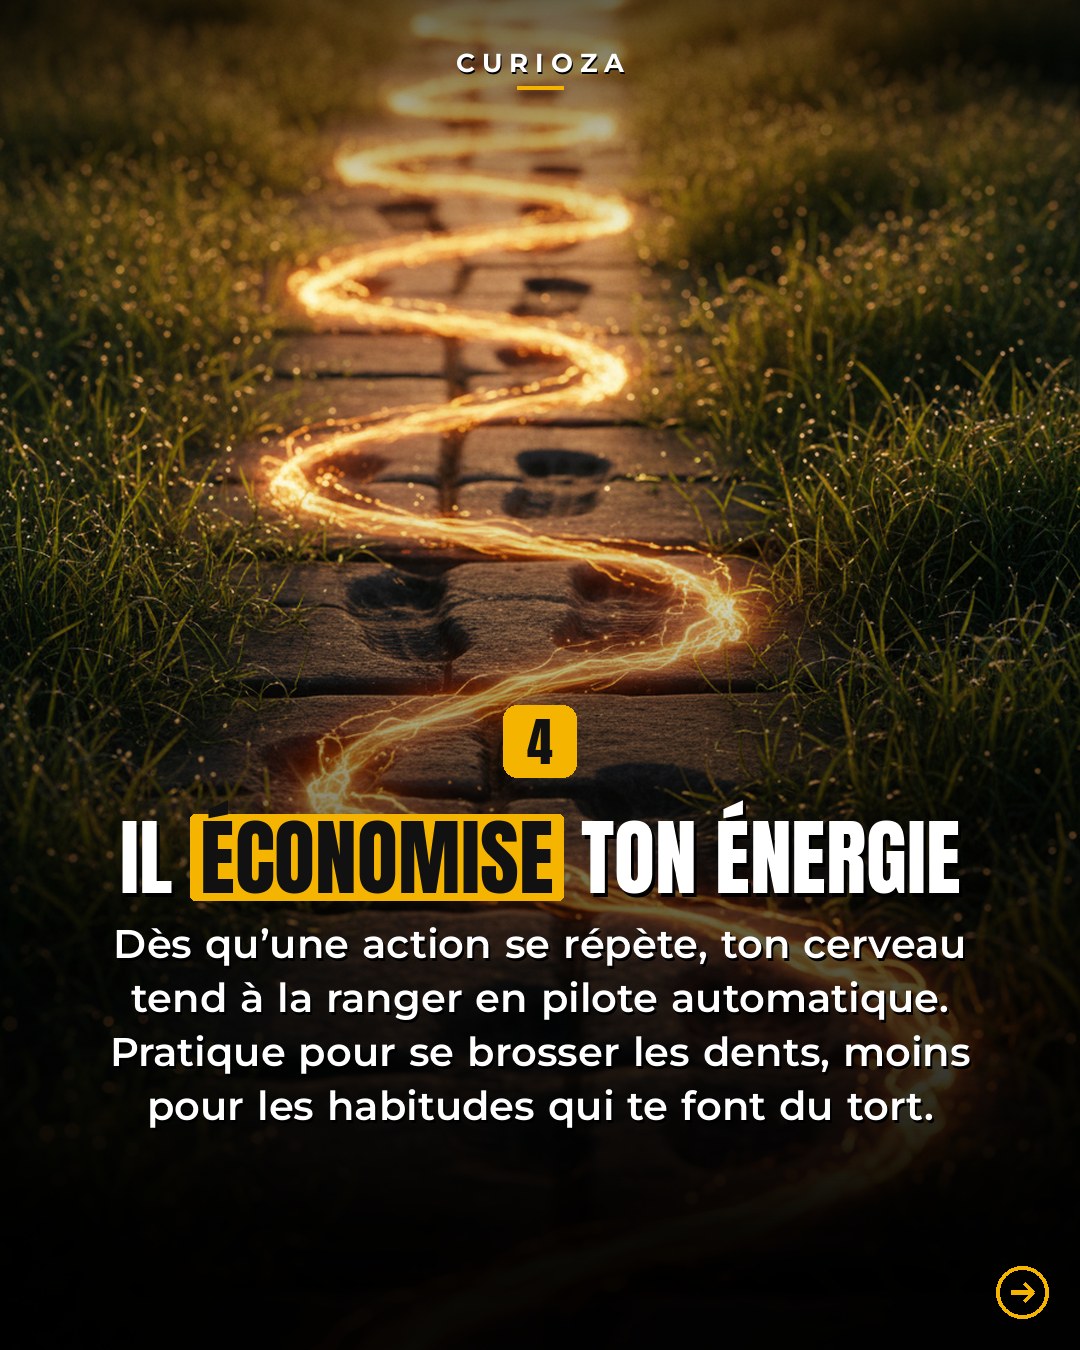 CURIOZA
4
IL ÉCONOMISE TON ÉNERGIE
Dès qu’une action se répète, ton cerveau
tend à la ranger en pilote automatique.
Pratique pour se brosser les dents, moins
pour les habitudes qui te font du tort.